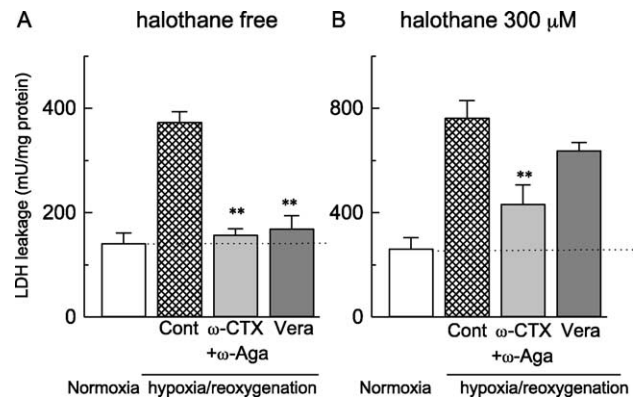 A halothane free
B halothane 300 μM
LDH leakage (mU/mg protein)
400
200
0
**
**
Cont ω-CTX Vera
+ω-Aga
Normoxia hypoxia/reoxygenation
800
400
0
**
Cont ω-CTX Vera
+ω-Aga
Normoxia hypoxia/reoxygenation